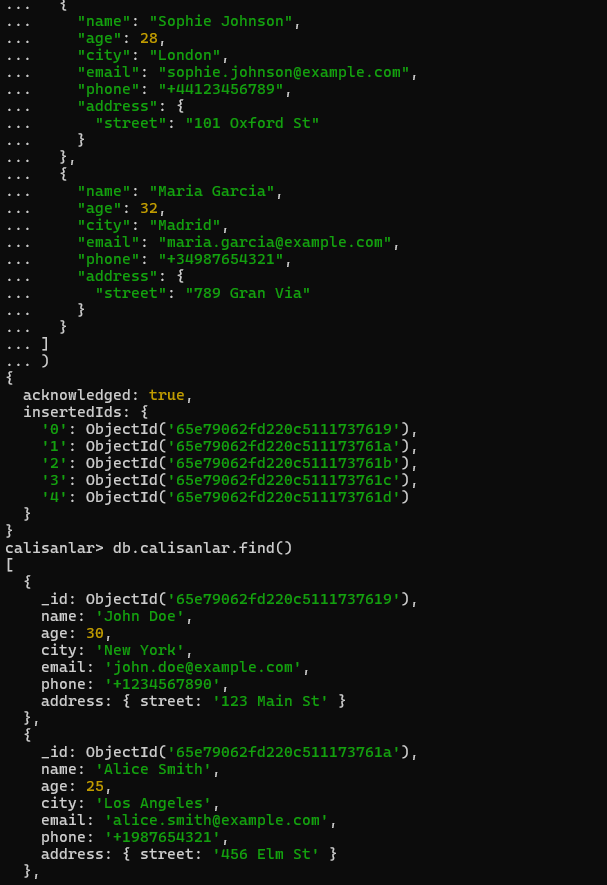 ...   {
...     "name": "Sophie Johnson",
...     "age": 28,
...     "city": "London",
...     "email": "sophie.johnson@example.com",
...     "phone": "+44123456789",
...     "address": {
...       "street": "101 Oxford St"
...     }
...   },
...   {
...     "name": "Maria Garcia",
...     "age": 32,
...     "city": "Madrid",
...     "email": "maria.garcia@example.com",
...     "phone": "+34987654321",
...     "address": {
...       "street": "789 Gran Via"
...     }
...   }
... ]
... )
{
  acknowledged: true,
  insertedIds: {
    '0': ObjectId('65e79062fd220c5111737619'),
    '1': ObjectId('65e79062fd220c511173761a'),
    '2': ObjectId('65e79062fd220c511173761b'),
    '3': ObjectId('65e79062fd220c511173761c'),
    '4': ObjectId('65e79062fd220c511173761d')
  }
}
calisanlar> db.calisanlar.find()
[
  {
    _id: ObjectId('65e79062fd220c5111737619'),
    name: 'John Doe',
    age: 30,
    city: 'New York',
    email: 'john.doe@example.com',
    phone: '+1234567890',
    address: { street: '123 Main St' }
  },
  {
    _id: ObjectId('65e79062fd220c511173761a'),
    name: 'Alice Smith',
    age: 25,
    city: 'Los Angeles',
    email: 'alice.smith@example.com',
    phone: '+1987654321',
    address: { street: '456 Elm St' }
  },